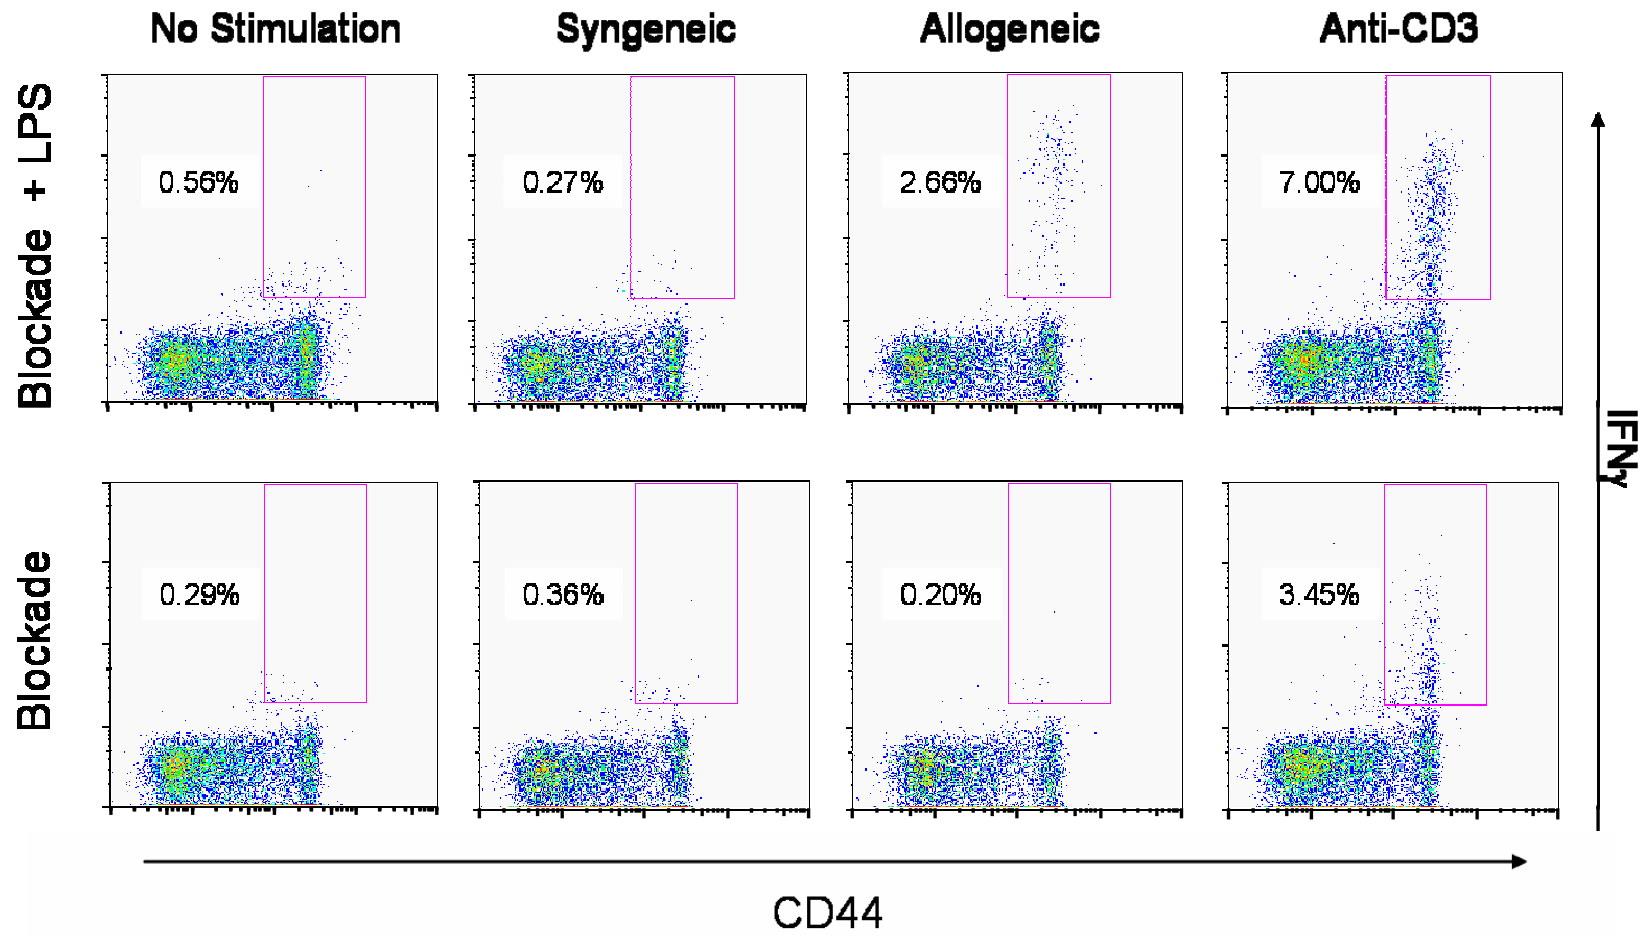 No Stimulation
Syngeneic
Allogeneic
Anti-CD3
Blockade + LPS
0.56%
0.27%
2.66%
7.00%
IFNγ
Blockade
0.29%
0.36%
0.20%
3.45%
CD44